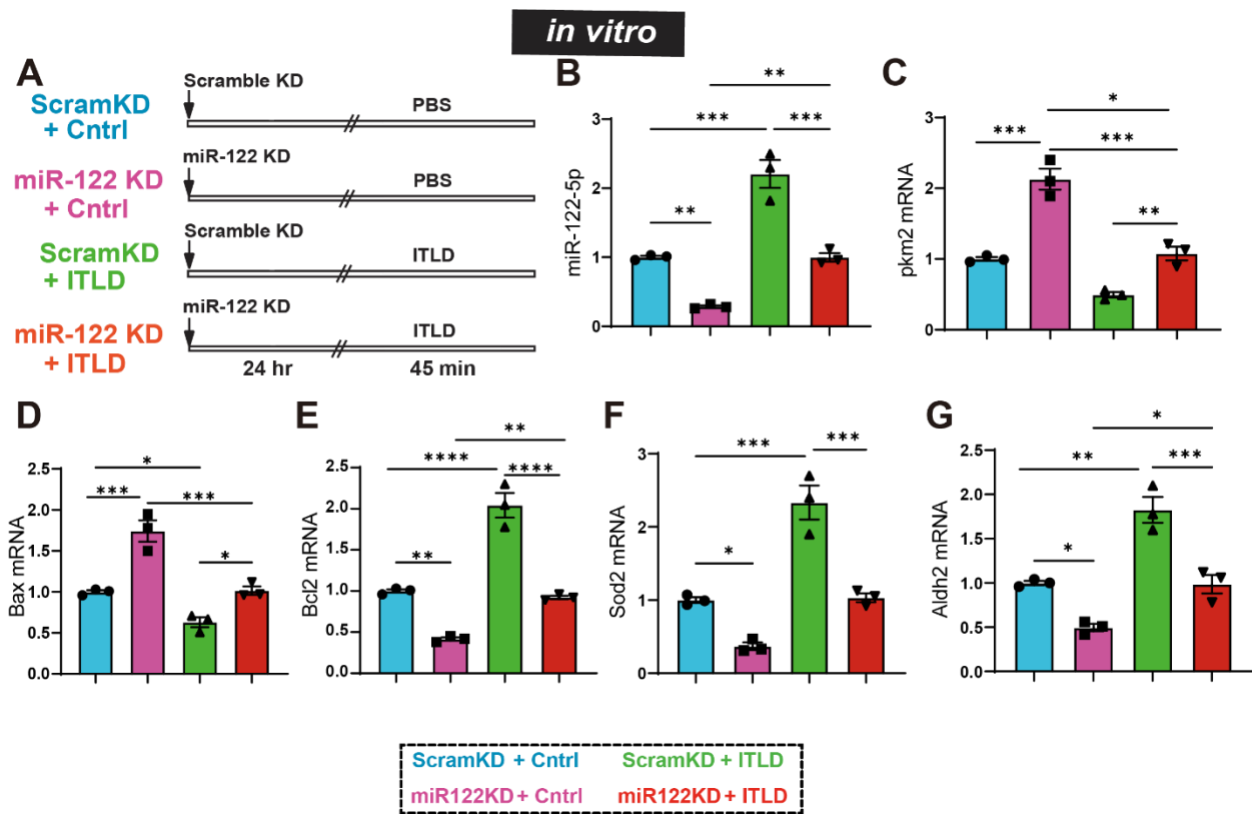 in vitro
A
ScramKD
+ Cntrl
Scramble KD
PBS
miR-122 KD
+ Cntrl
miR-122 KD
PBS
ScramKD
+ ITLD
Scramble KD
ITLD
miR-122 KD
+ ITLD
miR-122 KD
ITLD
24 hr
45 min
B
miR-122-5p
3
2
1
0
**
***
***
**
C
pkm2 mRNA
3
2
1
0
*
***
***
**
D
Bax mRNA
2.5
2.0
1.5
1.0
0.5
0.0
*
***
***
*
E
Bcl2 mRNA
2.5
2.0
1.5
1.0
0.5
0.0
**
****
****
**
F
Sod2 mRNA
3
2
1
0
***
***
*
G
Aldh2 mRNA
2.5
2.0
1.5
1.0
0.5
0.0
*
**
***
*
ScramKD + Cntrl
ScramKD + ITLD
miR122KD + Cntrl
miR122KD + ITLD